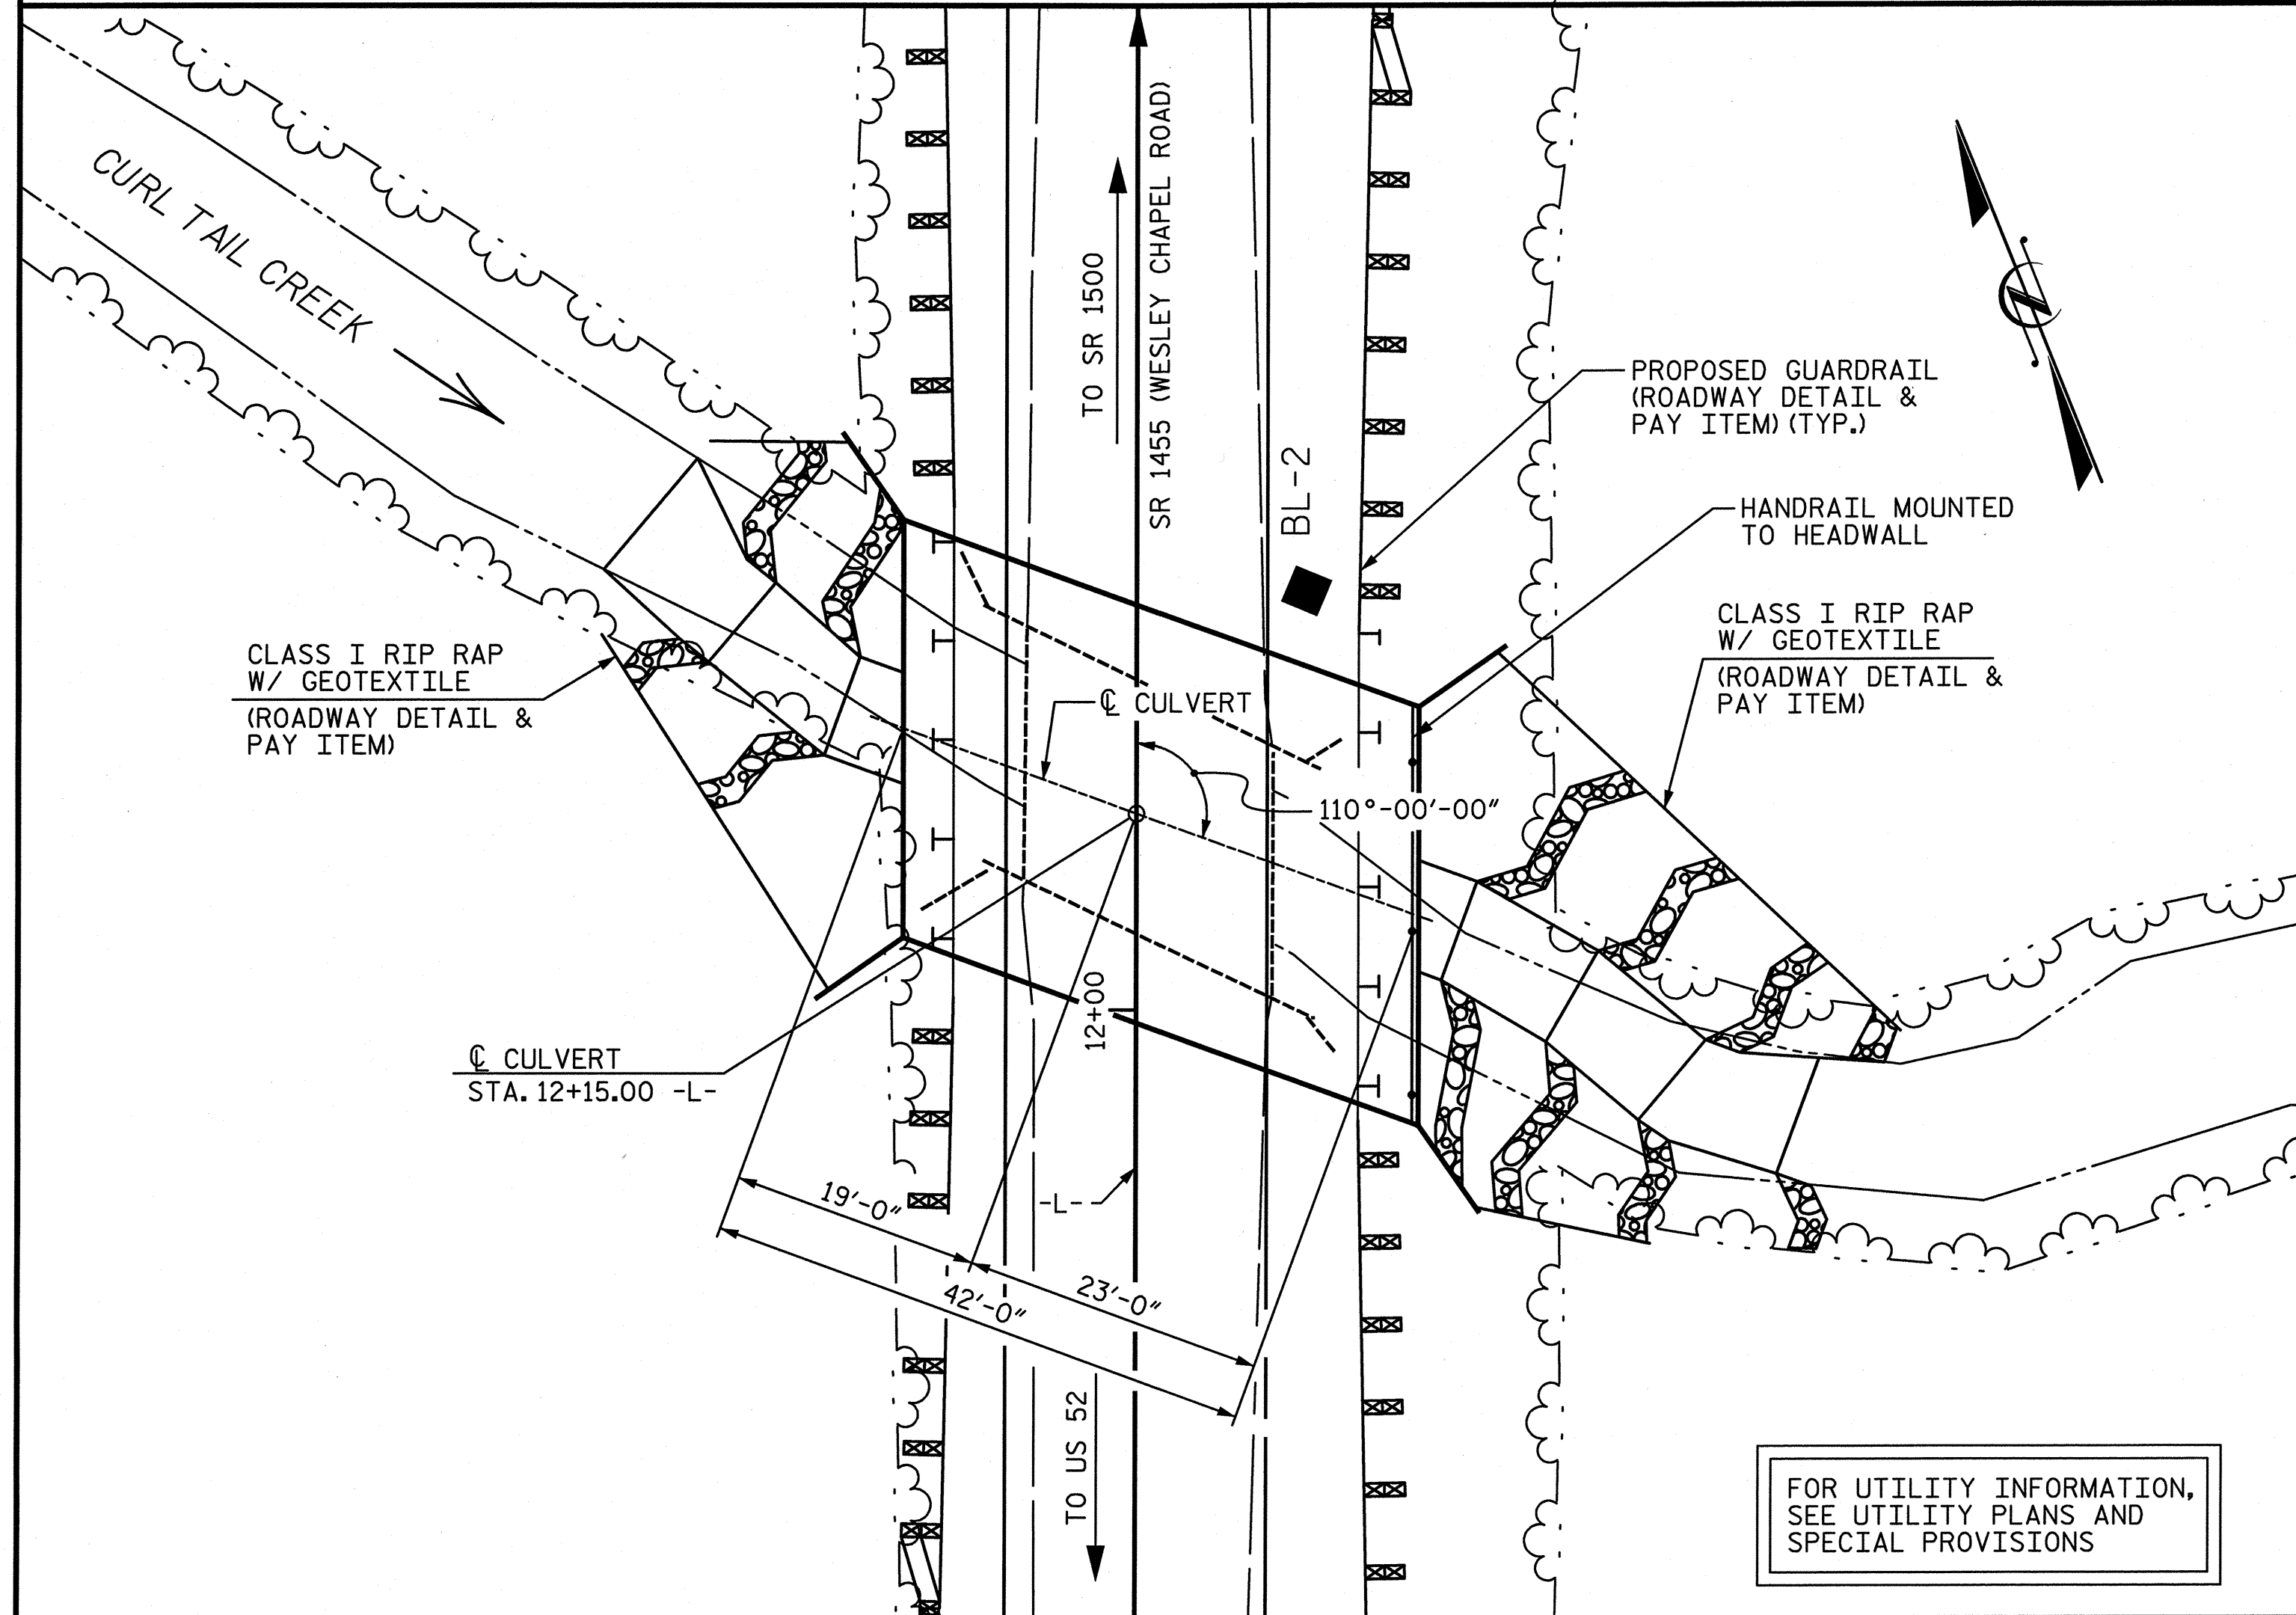 CURL TAIL CREEK
TO SR 1500
SR 1455 (WESLEY CHAPEL ROAD)
BL-2
PROPOSED GUARDRAIL
(ROADWAY DETAIL &
PAY ITEM) (TYP.)
HANDRAIL MOUNTED
TO HEADWALL
CLASS I RIP RAP
W/ GEOTEXTILE
(ROADWAY DETAIL &
PAY ITEM)
CLASS I RIP RAP
W/ GEOTEXTILE
(ROADWAY DETAIL &
PAY ITEM)
℄ CULVERT
110°-00'-00"
12+00
℄ CULVERT
STA. 12+15.00 -L-
19'-0"
-L-
23'-0"
42'-0"
TO US 52
FOR UTILITY INFORMATION,
SEE UTILITY PLANS AND
SPECIAL PROVISIONS
N